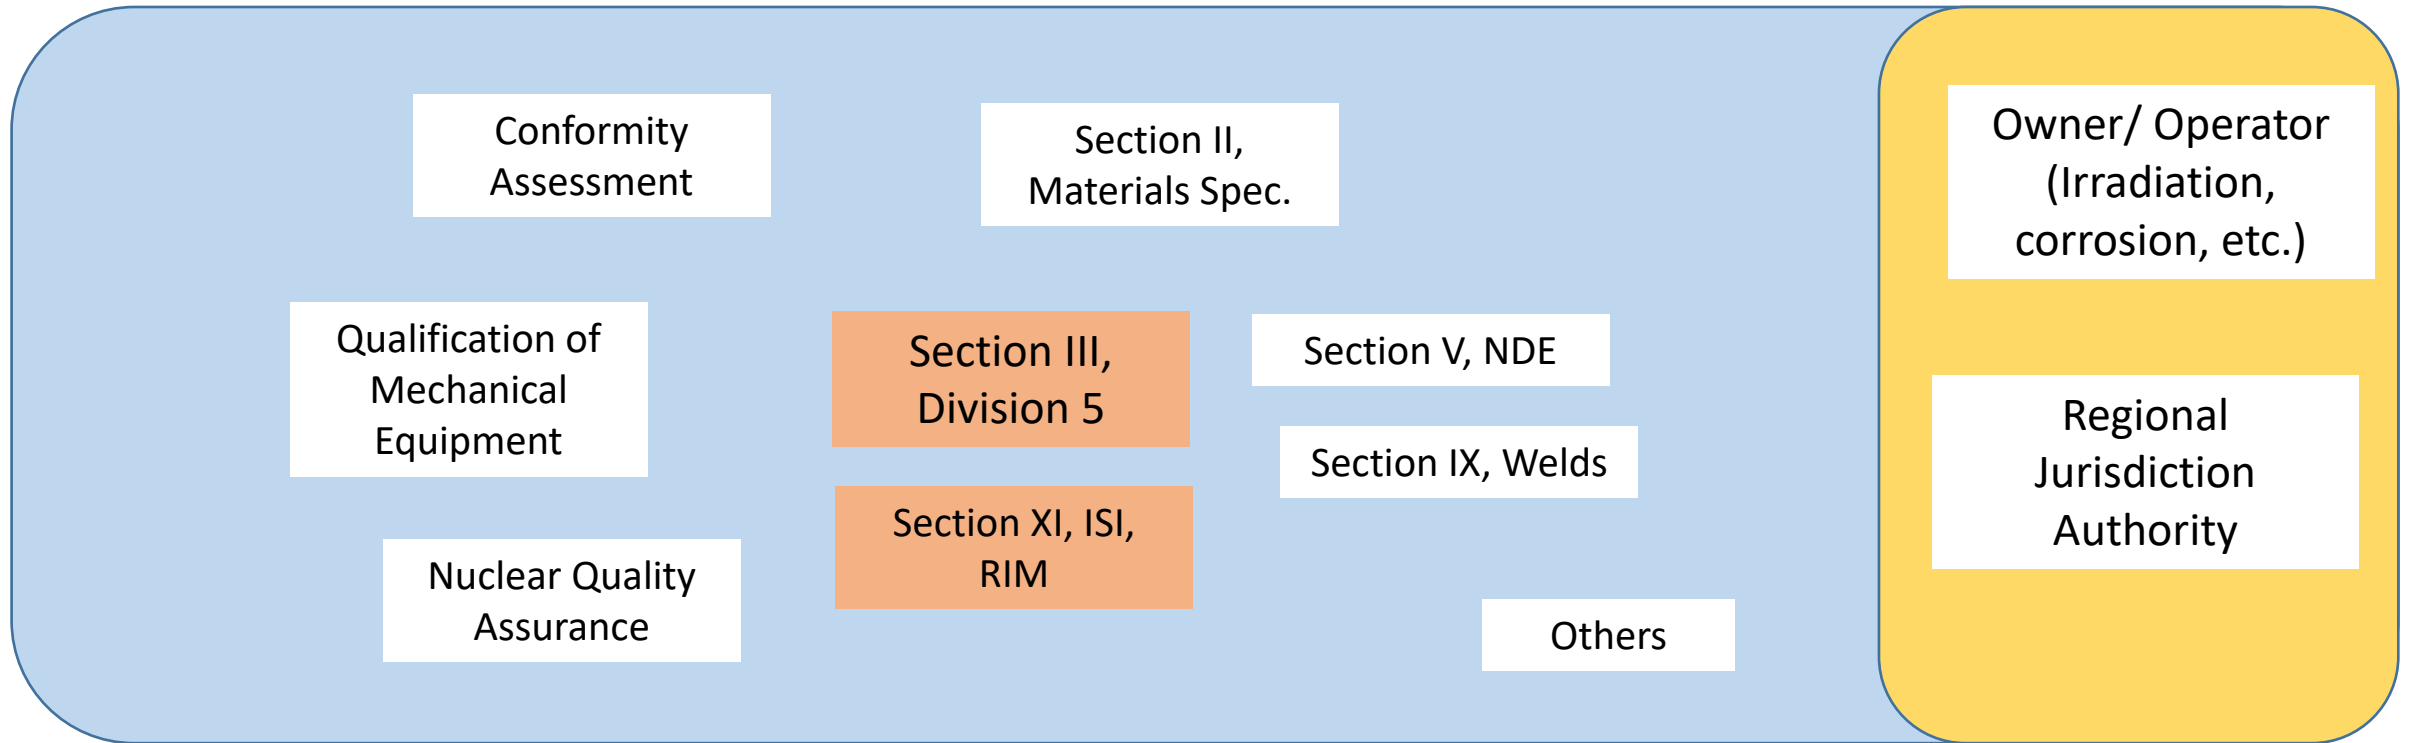 Conformity
Assessment
Section II,
Materials Spec.
Qualification of
Mechanical
Equipment
Section III,
Division 5
Section V, NDE
Section IX, Welds
Section XI, ISI,
RIM
Nuclear Quality
Assurance
Others
Owner/ Operator
(Irradiation,
corrosion, etc.)
Regional
Jurisdiction
Authority